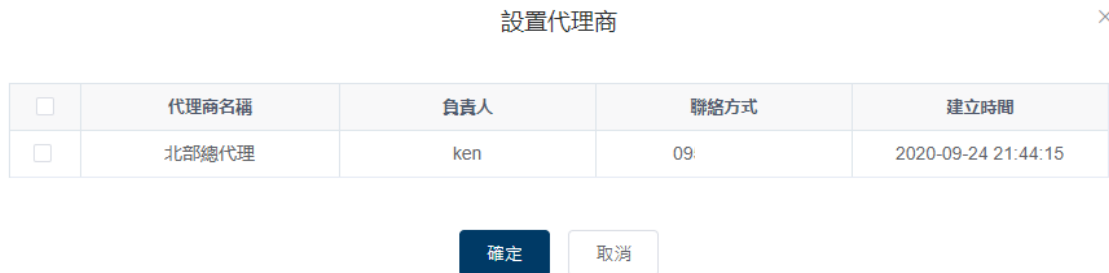 設置代理商
代理商名稱 負責人 聯絡方式 建立時間
北部總代理 ken 09 2020-09-24 21:44:15
確定 取消